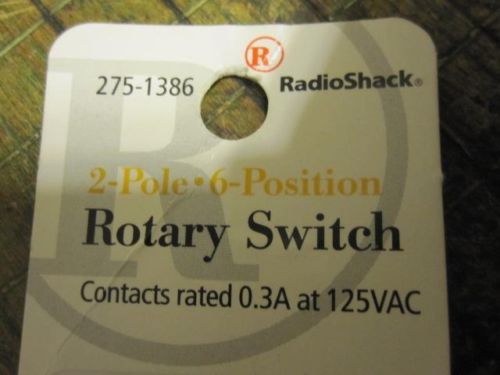 R
275-1386 RadioShack®
2-Pole•6-Position
Rotary Switch
Contacts rated 0.3A at 125VAC